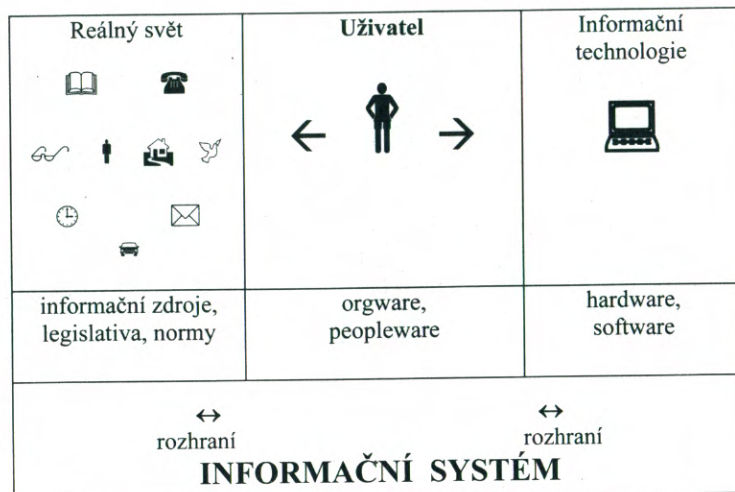 Reálný svět
Uživatel
Informační
technologie
← →
informační zdroje,
legislativa, normy
orgware,
peopleware
hardware,
software
↔ ↔
rozhraní rozhraní
INFORMAČNÍ SYSTÉM